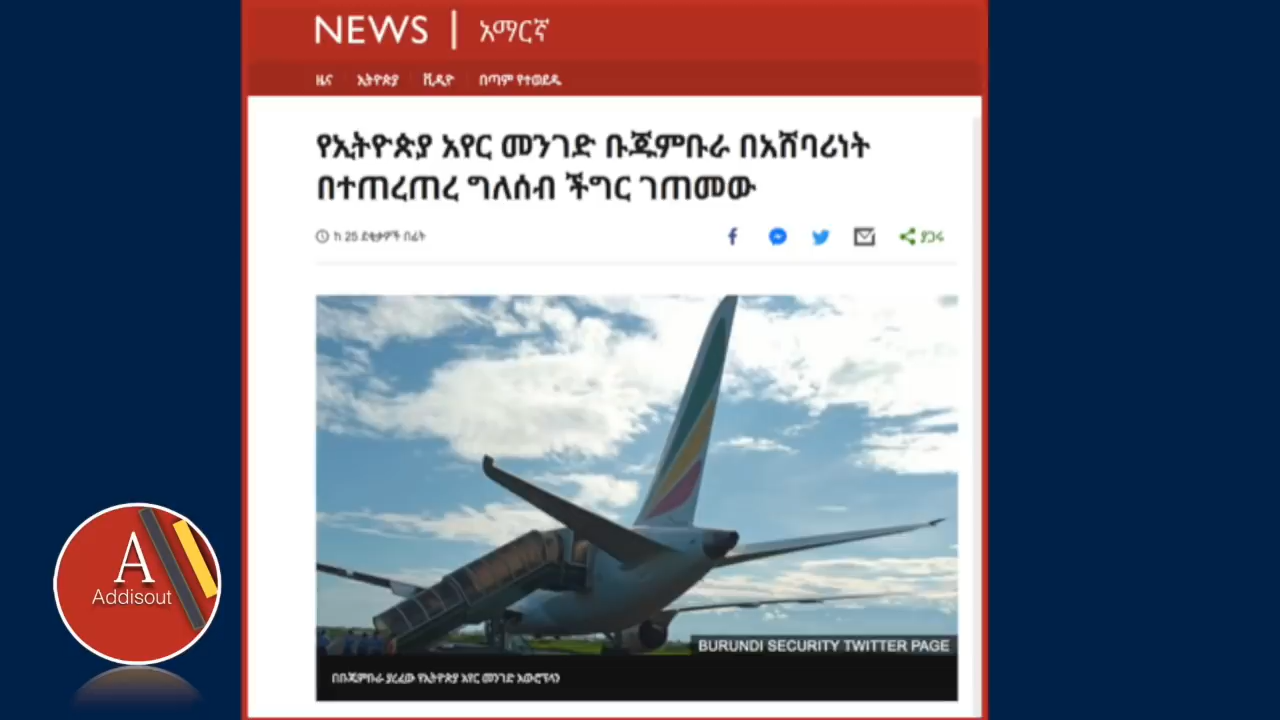 NEWS | አማርኛ
ዜና ኢትዮጵያ ቪዲዮ በጣም የተወደዱ
የኢትዮጵያ አየር መንገድ ቡጁምቡራ በአሸባሪነት
በተጠረጠረ ግለሰብ ችግር ገጠመው
ከ 25 ደቂቃዎች በፊት
ያጋሩ
BURUNDI SECURITY TWITTER PAGE
በቡጁምቡራ ያረፈው የኢትዮጵያ አየር መንገድ አውሮፕላን
A
Addisout